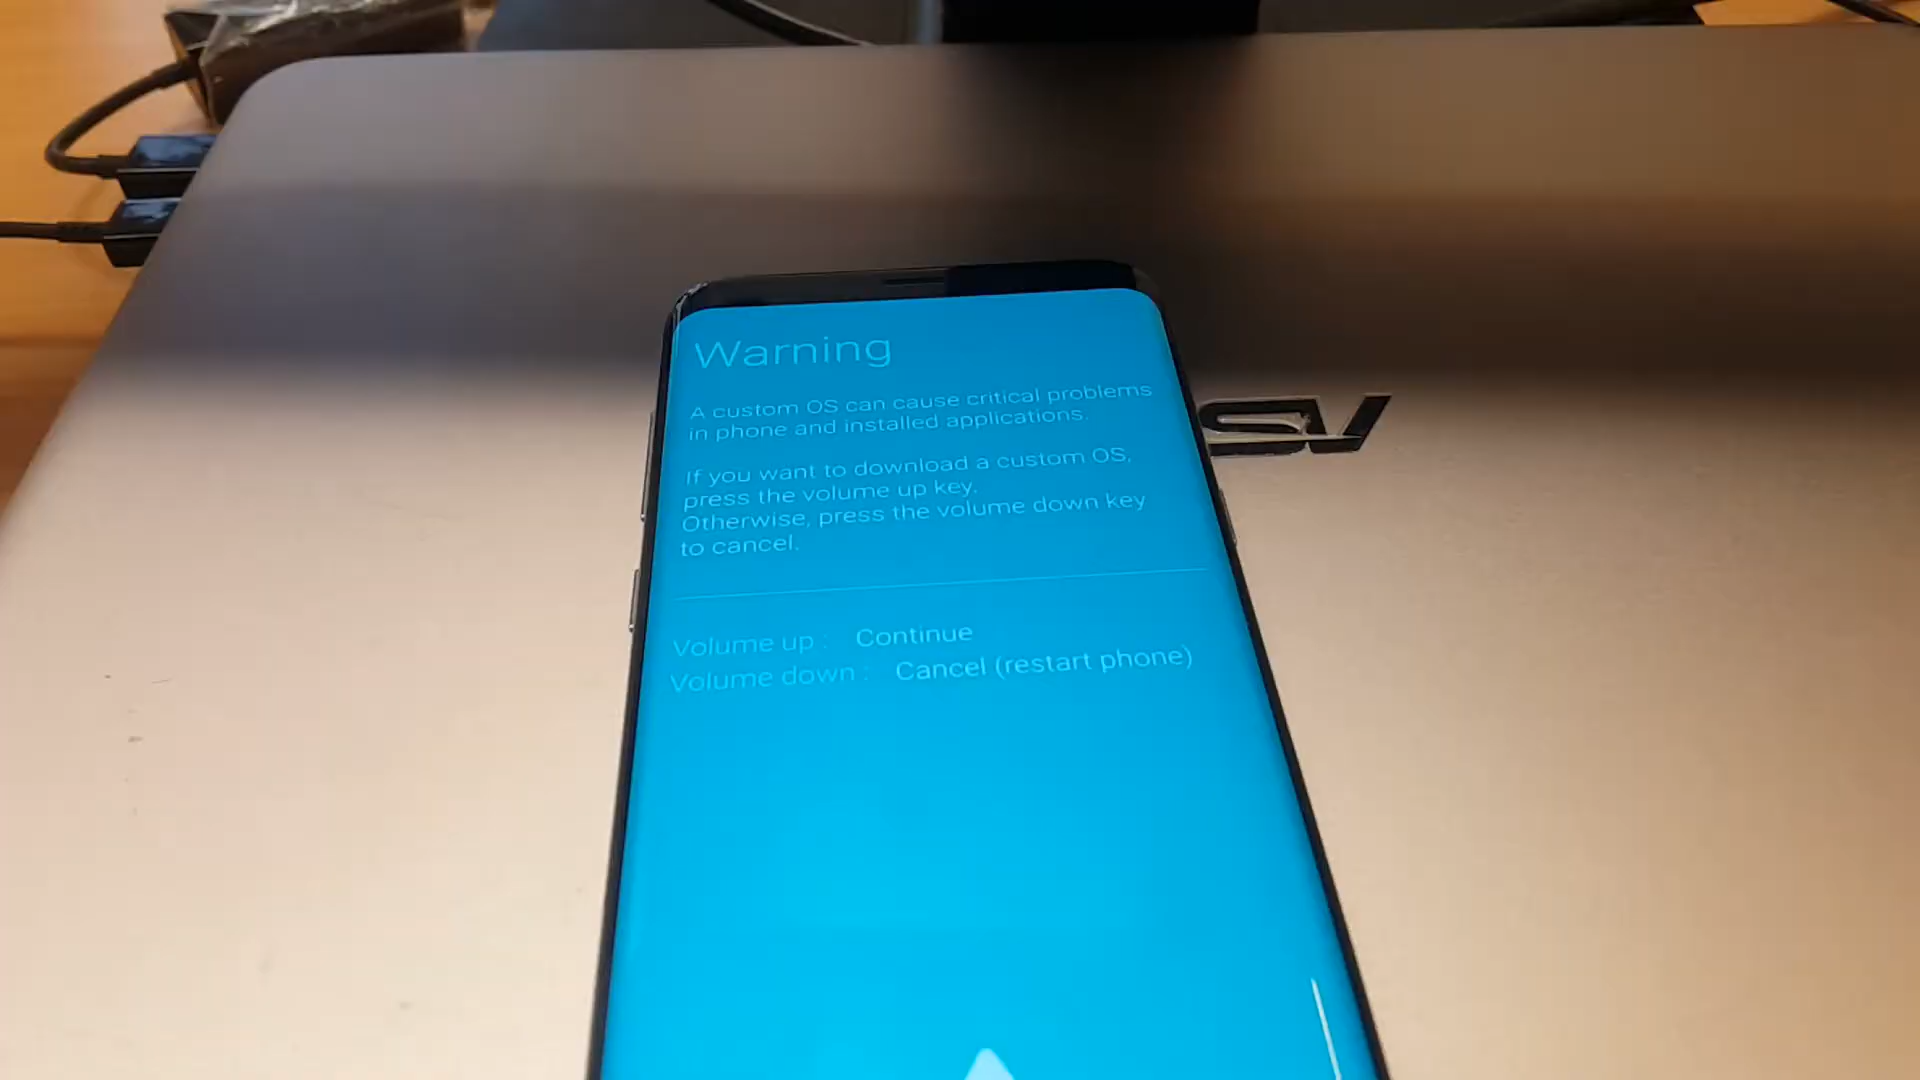 Warning
A custom OS can cause critical problems
in phone and installed applications.
If you want to download a custom OS,
press the volume up key.
Otherwise, press the volume down key
to cancel.
Volume up : Continue
Volume down : Cancel (restart phone)